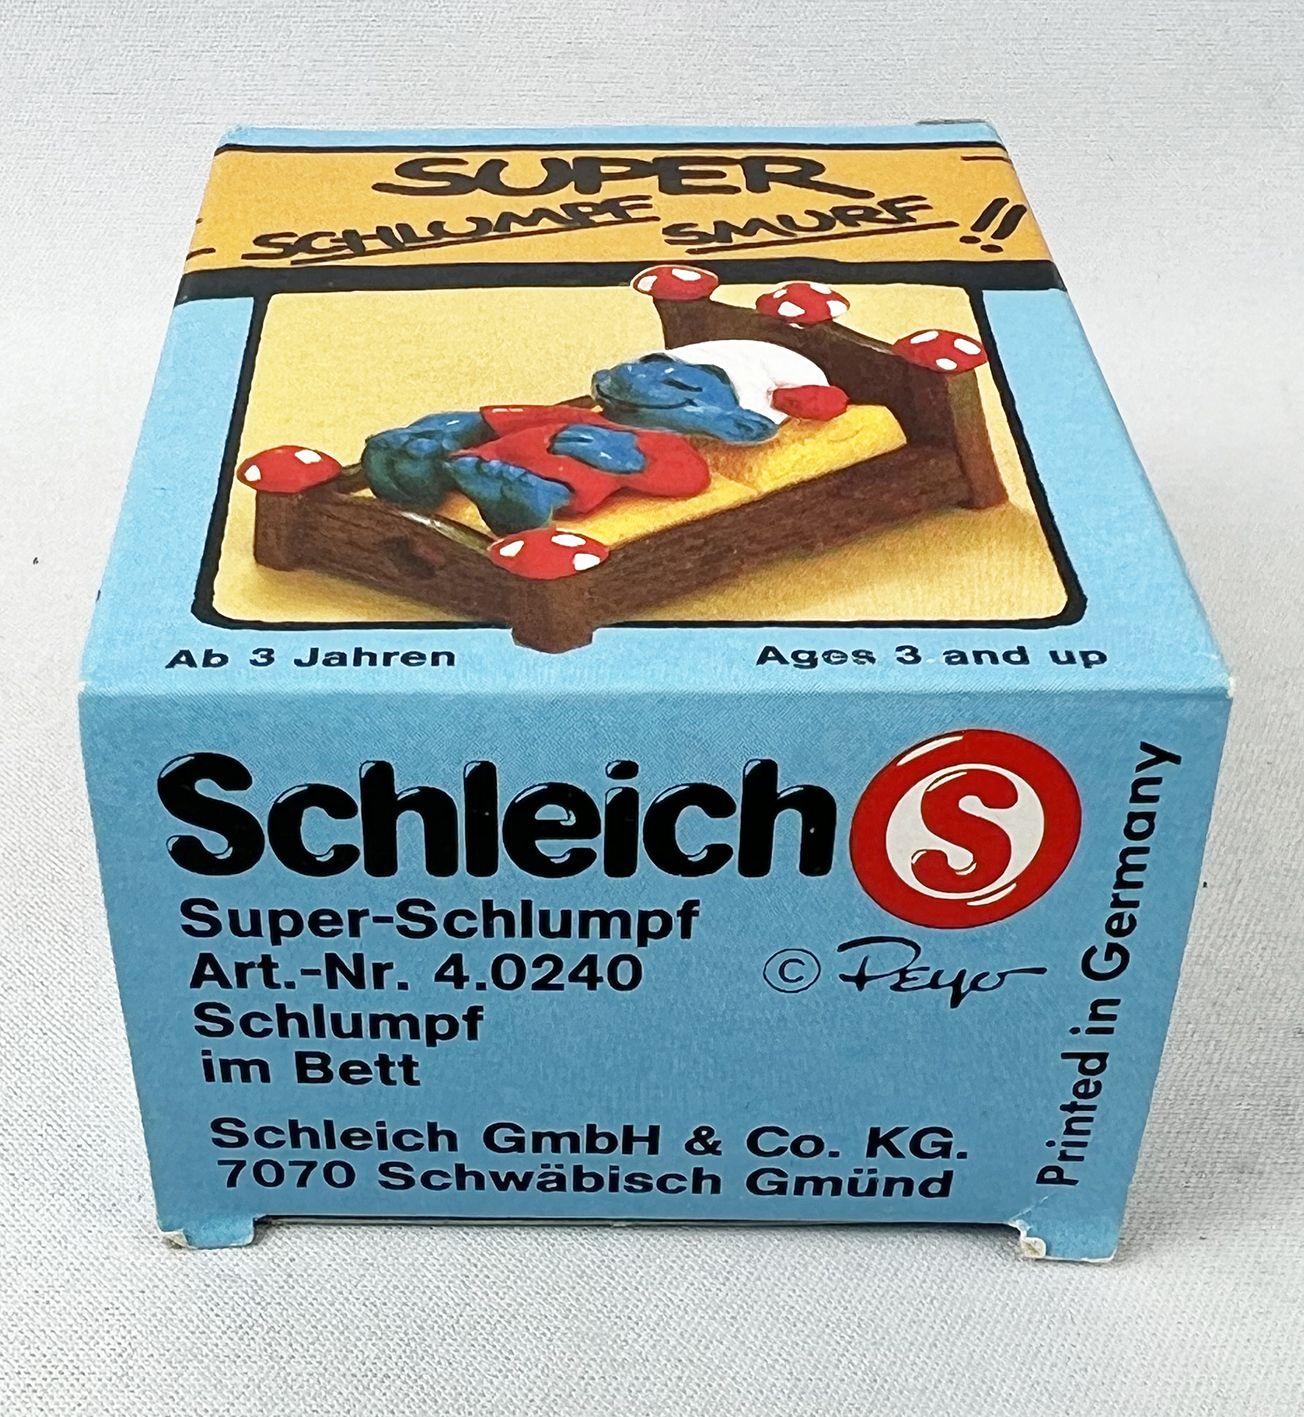 SUPER
SCHLUMPF SMURF !!
Ab 3 Jahren Ages 3 and up
Schleich S
Super-Schlumpf
Art.-Nr. 4.0240
© Peyo
Schlumpf
im Bett
Schleich GmbH & Co. KG.
7070 Schwäbisch Gmünd
Printed in Germany